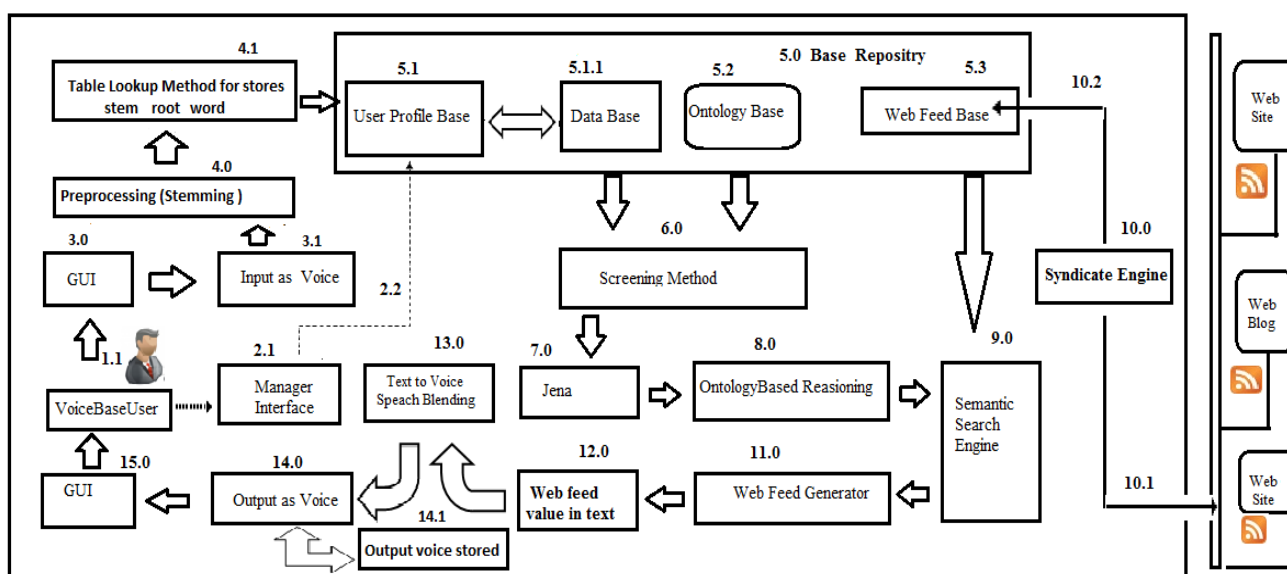 4.1
Table Lookup Method for stores
stem root word
5.0 Base Repositry
5.1
User Profile Base
5.1.1
Data Base
5.2
Ontology Base
5.3
Web Feed Base
10.2
Web
Site
4.0
Preprocessing (Stemming )
3.0
GUI
3.1
Input as Voice
2.2
6.0
Screening Method
10.0
Syndicate Engine
Web
Blog
1.1
VoiceBaseUser
2.1
Manager
Interface
13.0
Text to Voice
Speach Blending
7.0
Jena
8.0
OntologyBased Reasioning
9.0
Semantic
Search
Engine
15.0
GUI
14.0
Output as Voice
14.1
Output voice stored
12.0
Web feed
value in text
11.0
Web Feed Generator
10.1
Web
Site